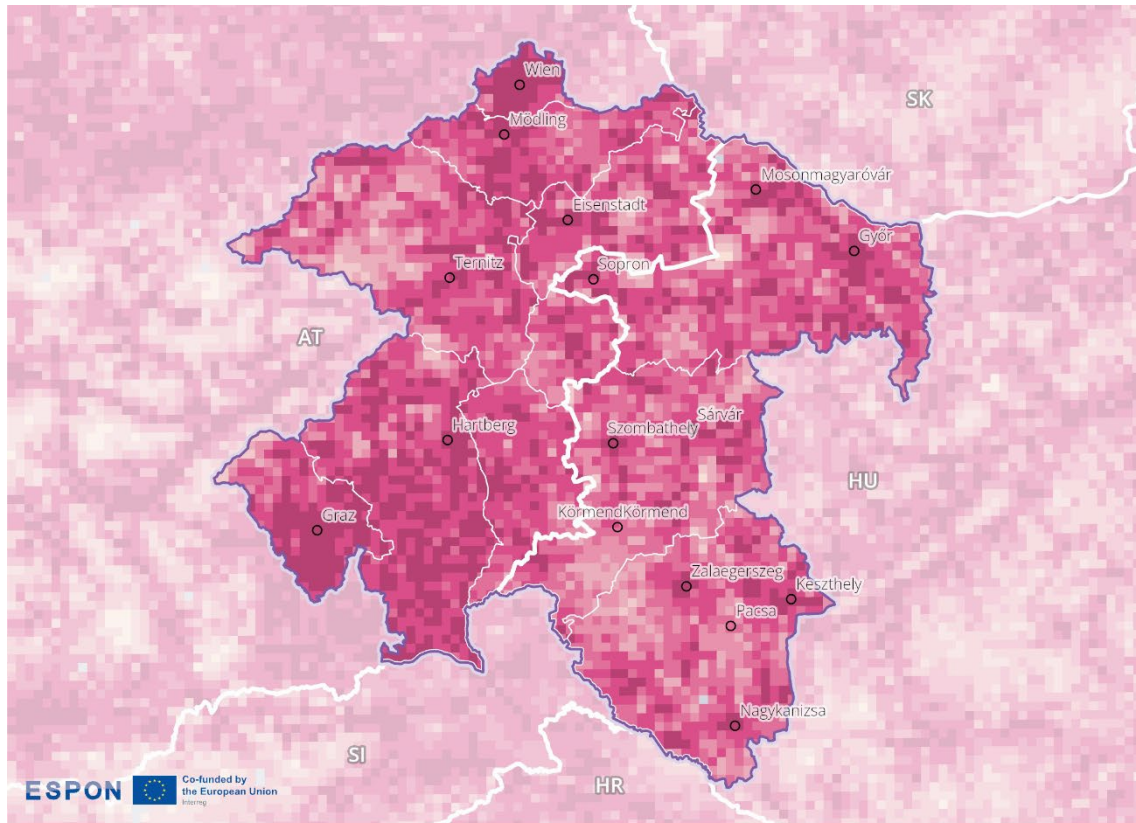 Wien
SK
Mödling
Mosonmagyaróvár
Eisenstadt
Győr
Ternitz
Sopron
AT
Hartberg
Sárvár
Szombathely
HU
KörmendKörmend
Graz
Zalaegerszeg
Keszthely
Pacsa
Nagykanizsa
SI
HR
ESPON
Co-funded by
the European Union
Interreg